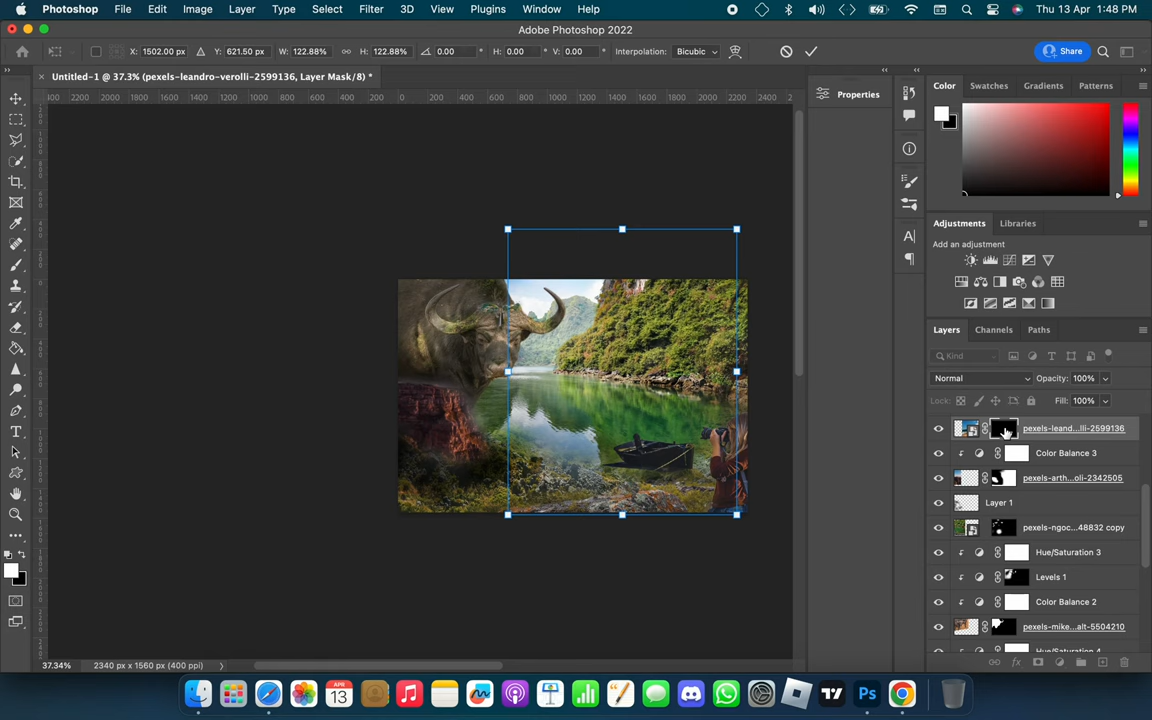 Photoshop File Edit Image Layer Type Select Filter 3D View Plugins Window Help Thu 13 Apr 1:48 PM
Adobe Photoshop 2022
X: 1502.00 px Y: 621.50 px W: 122.88% H: 122.88% 0.00 ° H: 0.00 ° V: 0.00 ° Interpolation: Bicubic Share
Untitled-1 @ 37.3% (pexels-leandro-verolli-2599136, Layer Mask/8) *
Properties
Color Swatches Gradients Patterns
Adjustments Libraries
Add an adjustment
Layers Channels Paths
Kind
Normal Opacity: 100%
Lock: Fill: 100%
pexels-leand...lli-2599136
Color Balance 3
pexels-arth...oli-2342505
Layer 1
pexels-ngoc...48832 copy
Hue/Saturation 3
Levels 1
Color Balance 2
pexels-mike...alt-5504210
Hue/Saturation 4
37.34% 2340 px x 1560 px (400 ppi)
APR
13
Ps